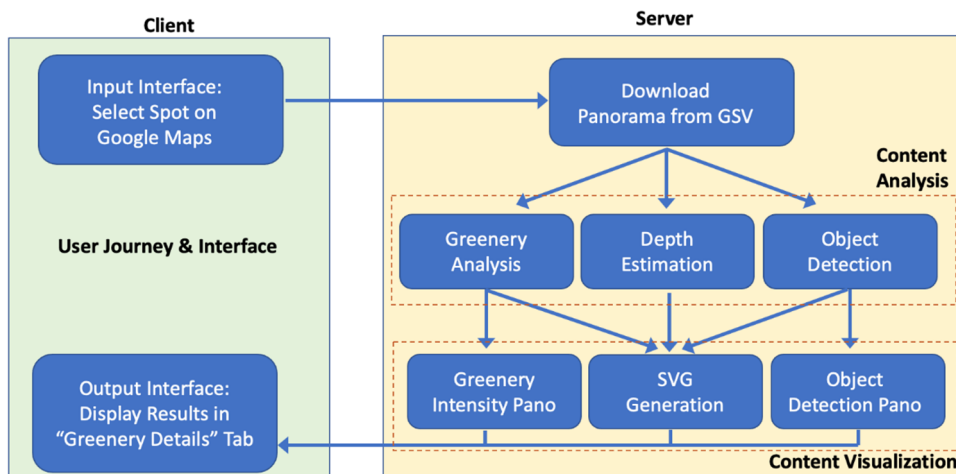 Client
Server
Input Interface:
Select Spot on
Google Maps
Download
Panorama from GSV
Content
Analysis
User Journey & Interface
Greenery
Analysis
Depth
Estimation
Object
Detection
Output Interface:
Display Results in
“Greenery Details” Tab
Greenery
Intensity Pano
SVG
Generation
Object
Detection Pano
Content Visualization